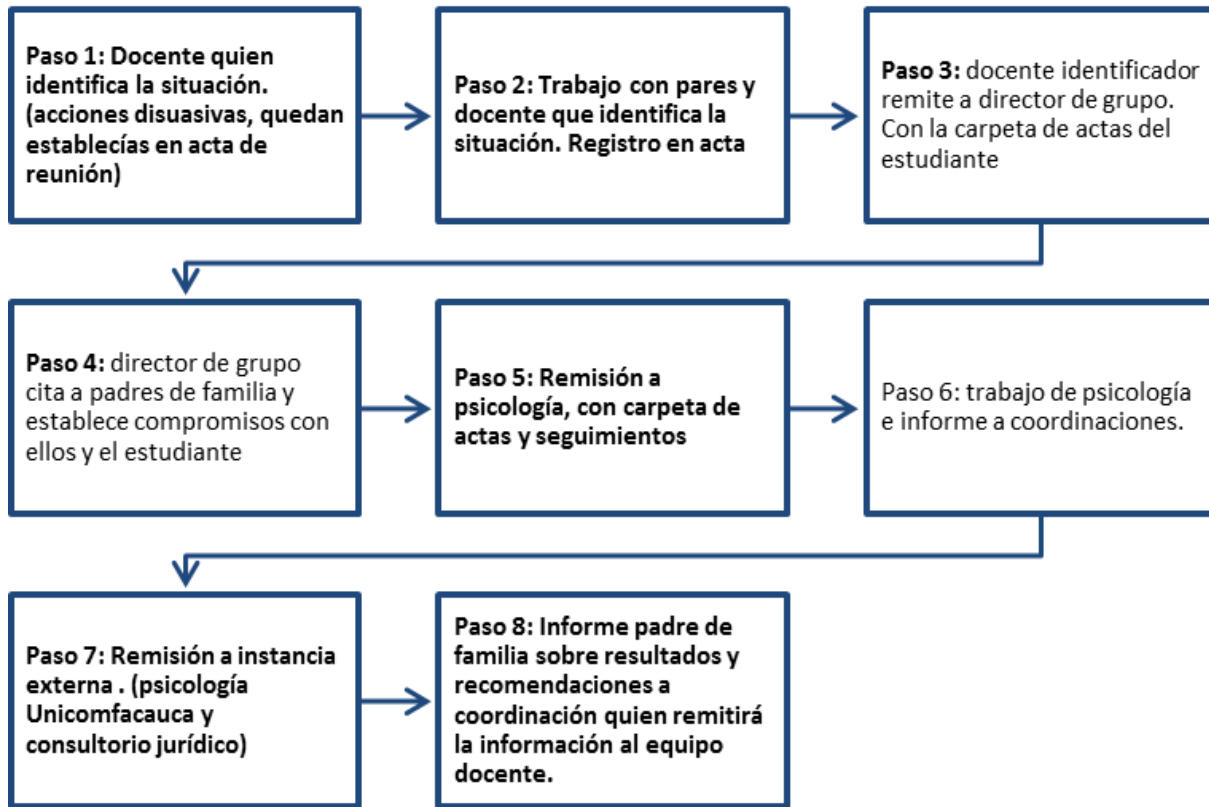 Paso 1: Docente quien
identifica la situación.
(acciones disuasivas, quedan
establecías en acta de
reunión)
Paso 2: Trabajo con pares y
docente que identifica la
situación. Registro en acta
Paso 3: docente identificador
remite a director de grupo.
Con la carpeta de actas del
estudiante
Paso 4: director de grupo
cita a padres de familia y
establece compromisos con
ellos y el estudiante
Paso 5: Remisión a
psicología, con carpeta de
actas y seguimientos
Paso 6: trabajo de psicología
e informe a coordinaciones.
Paso 7: Remisión a instancia
externa . (psicología
Unicomfacauca y
consultorio jurídico)
Paso 8: Informe padre de
familia sobre resultados y
recomendaciones a
coordinación quien remitirá
la información al equipo
docente.